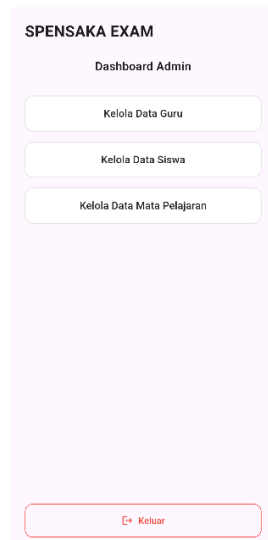 SPENSAKA EXAM
Dashboard Admin
Kelola Data Guru
Kelola Data Siswa
Kelola Data Mata Pelajaran
Keluar